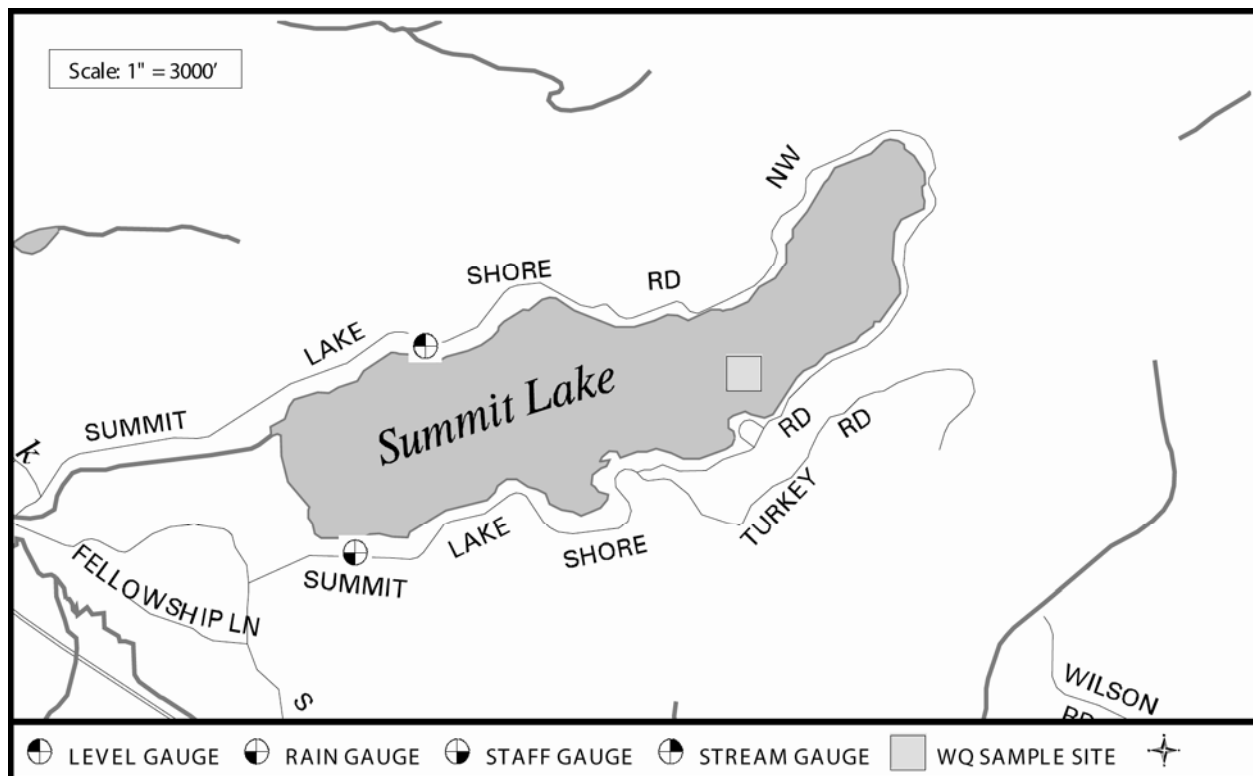 Scale: 1" = 3000'
NW
SHORE
RD
LAKE
Summit Lake
SUMMIT
k
RD
RD
TURKEY
LAKE
SHORE
FELLOWSHIP LN
SUMMIT
WILSON
RD
S
LEVEL GAUGE
RAIN GAUGE
STAFF GAUGE
STREAM GAUGE
WQ SAMPLE SITE